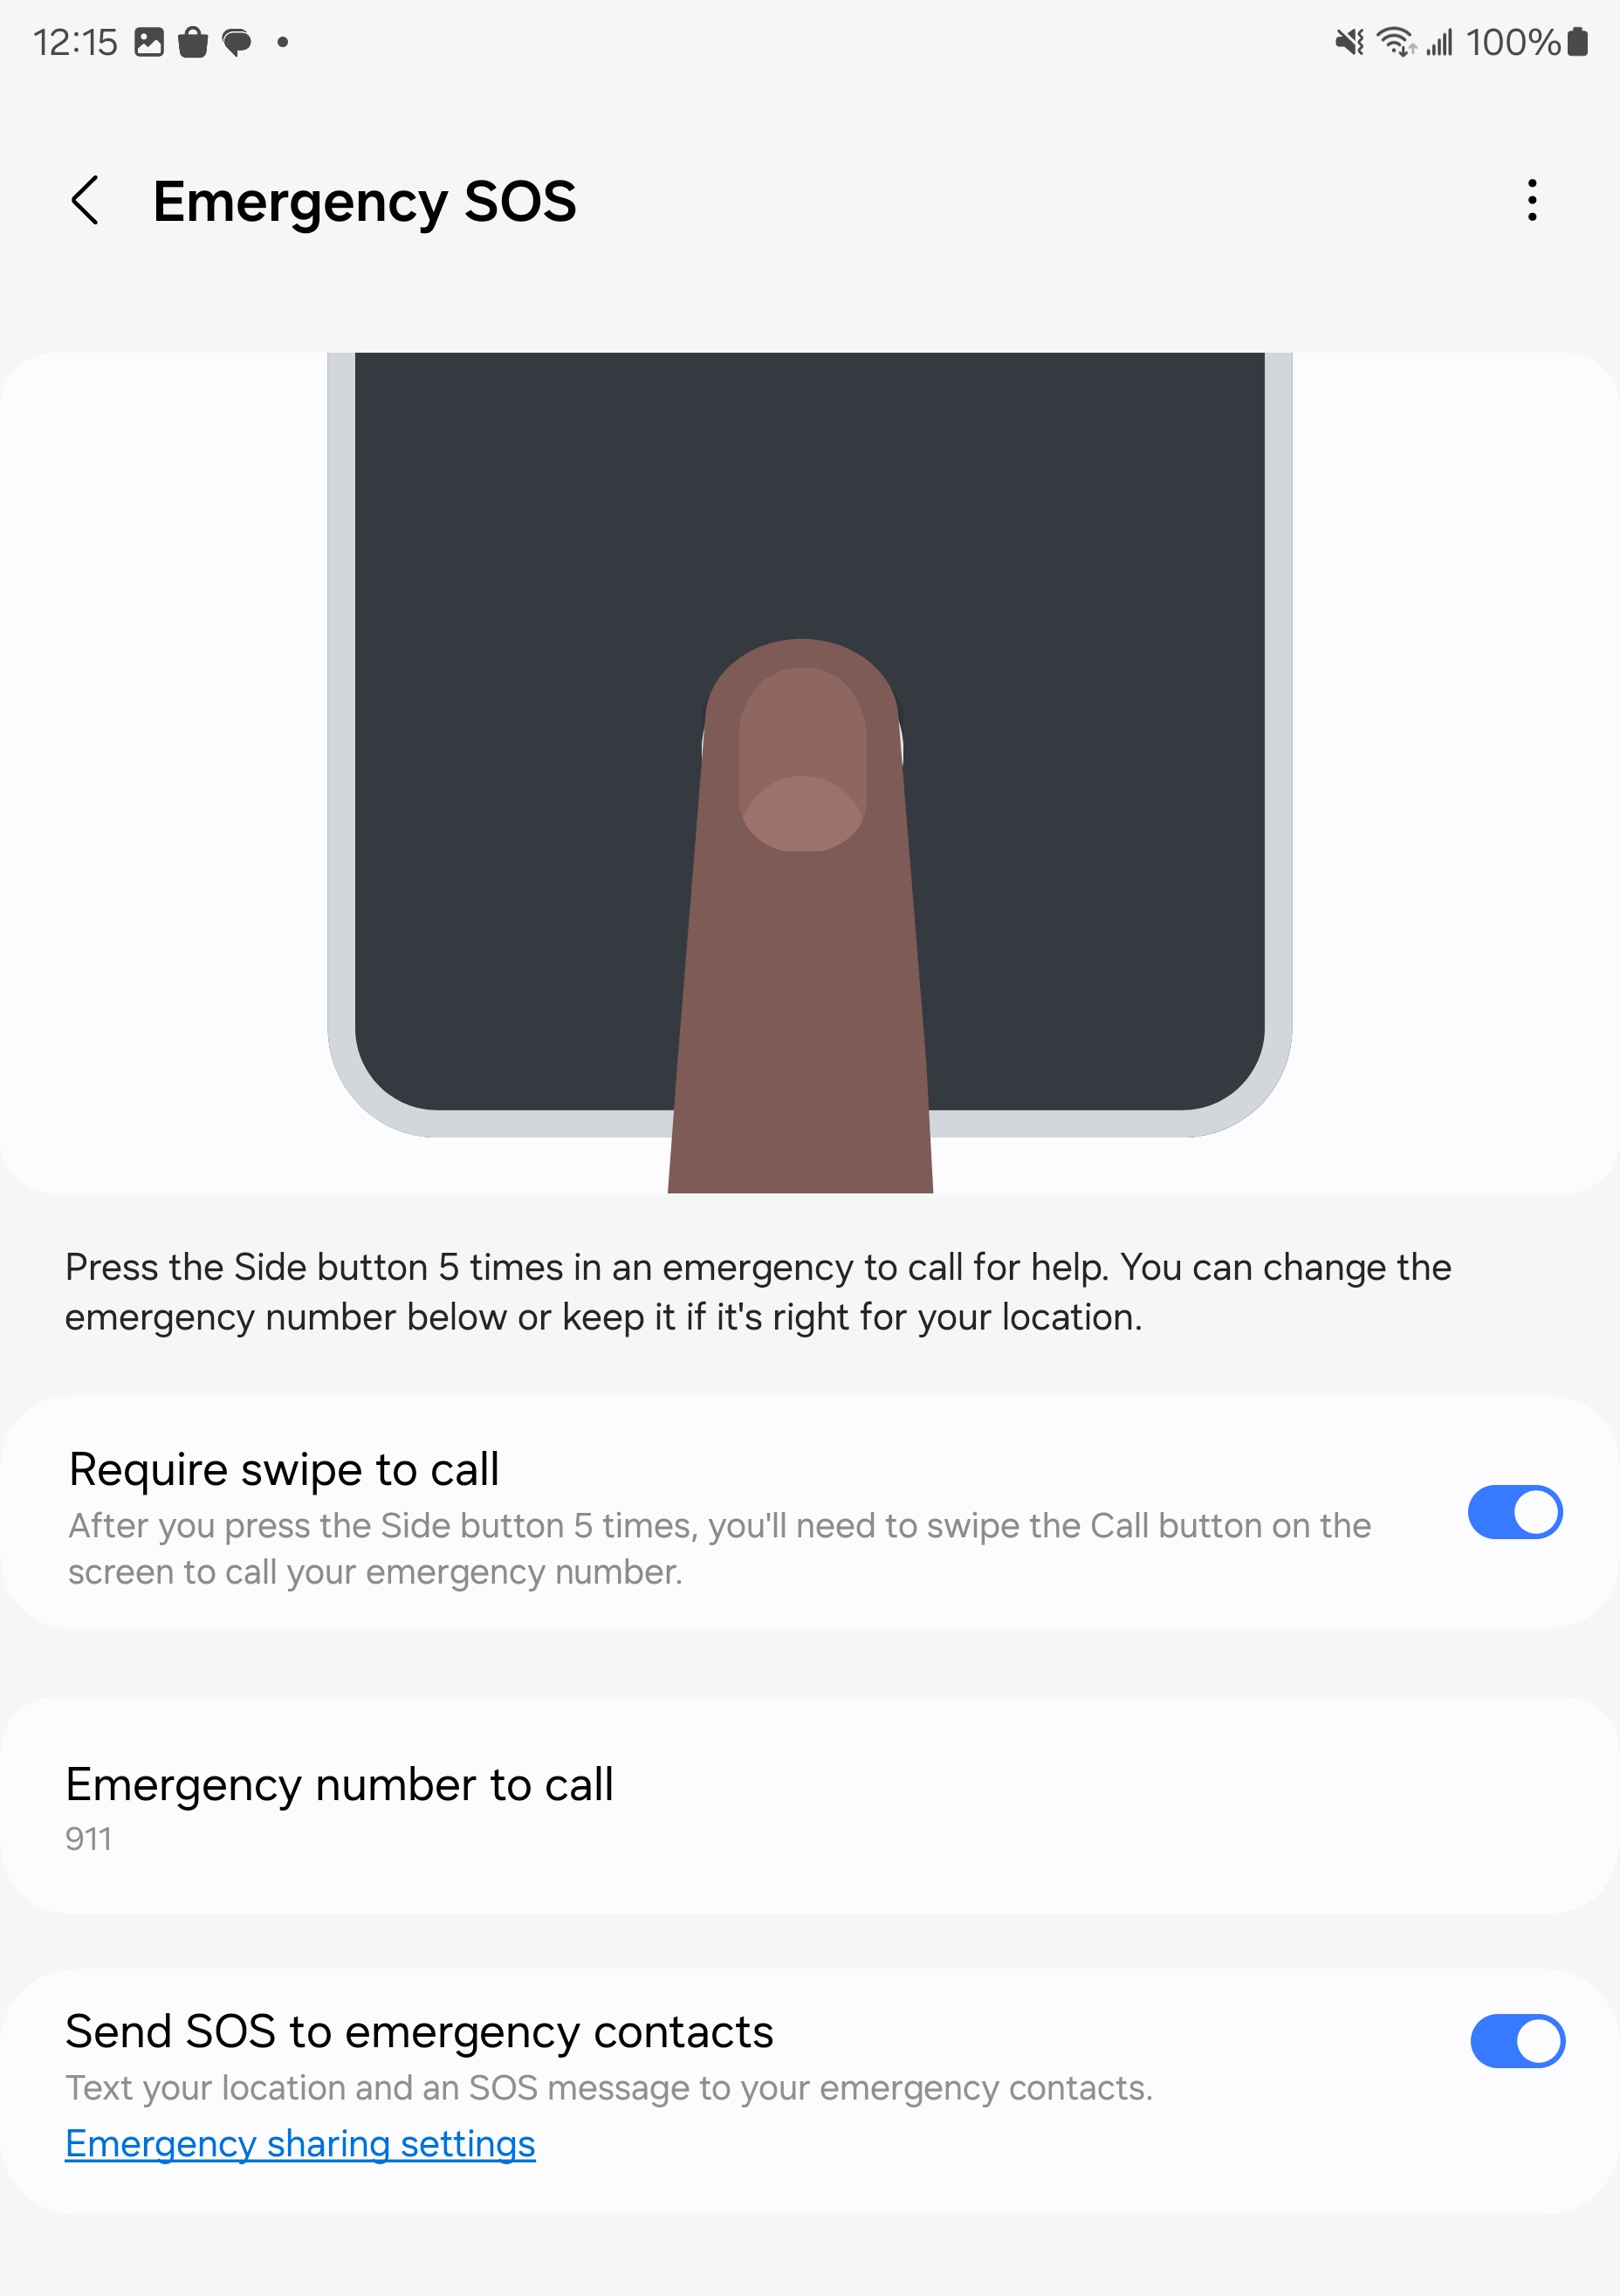 12:15
100%
Emergency SOS
Press the Side button 5 times in an emergency to call for help. You can change the
emergency number below or keep it if it's right for your location.
Require swipe to call
After you press the Side button 5 times, you'll need to swipe the Call button on the
screen to call your emergency number.
Emergency number to call
911
Send SOS to emergency contacts
Text your location and an SOS message to your emergency contacts.
Emergency sharing settings